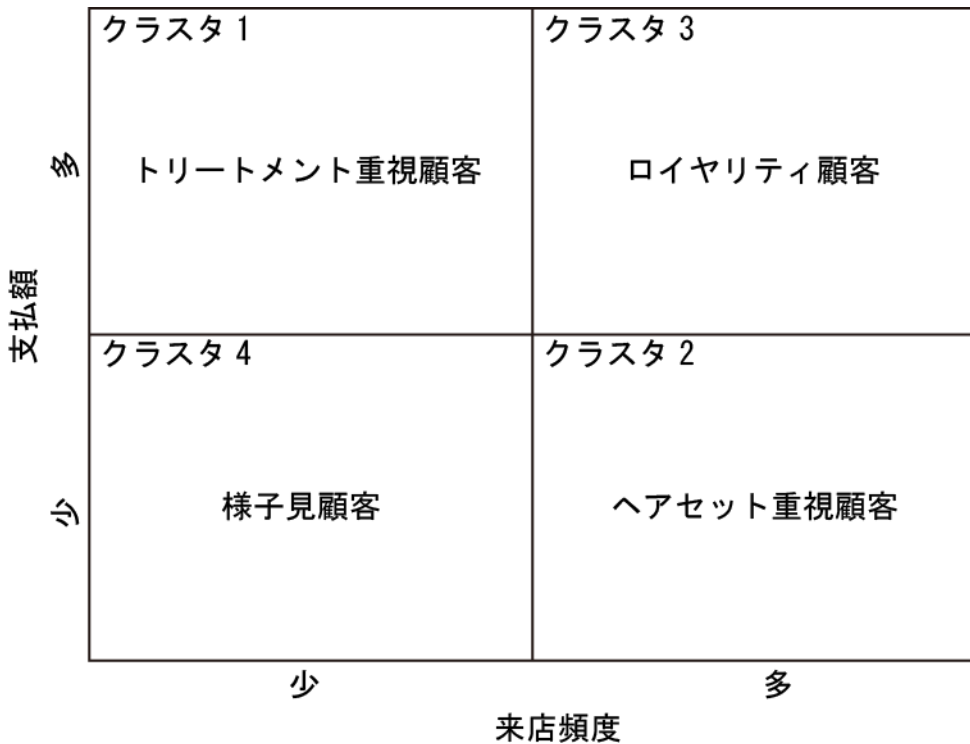 クラスタ 1
クラスタ 3
多
トリートメント重視顧客
ロイヤリティ顧客
支払額
クラスタ 4
クラスタ 2
少
様子見顧客
ヘアセット重視顧客
少
多
来店頻度